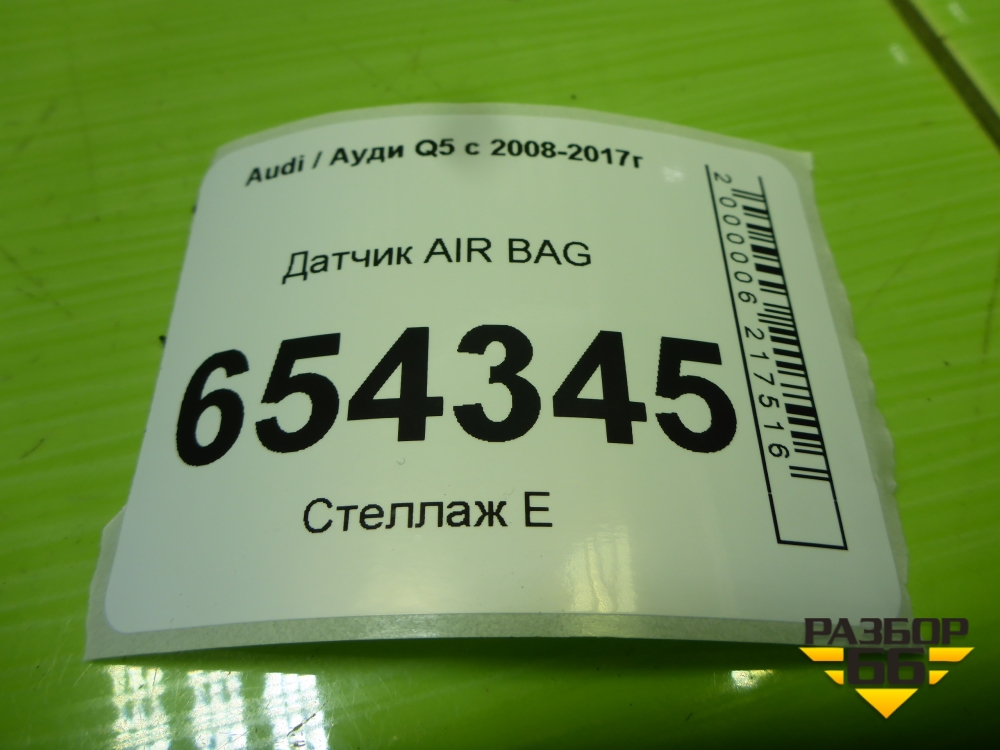 Audi / Ауди Q5 с 2008-2017г
Датчик AIR BAG
654345
Стеллаж E
2000006217516
РАЗБОР
66